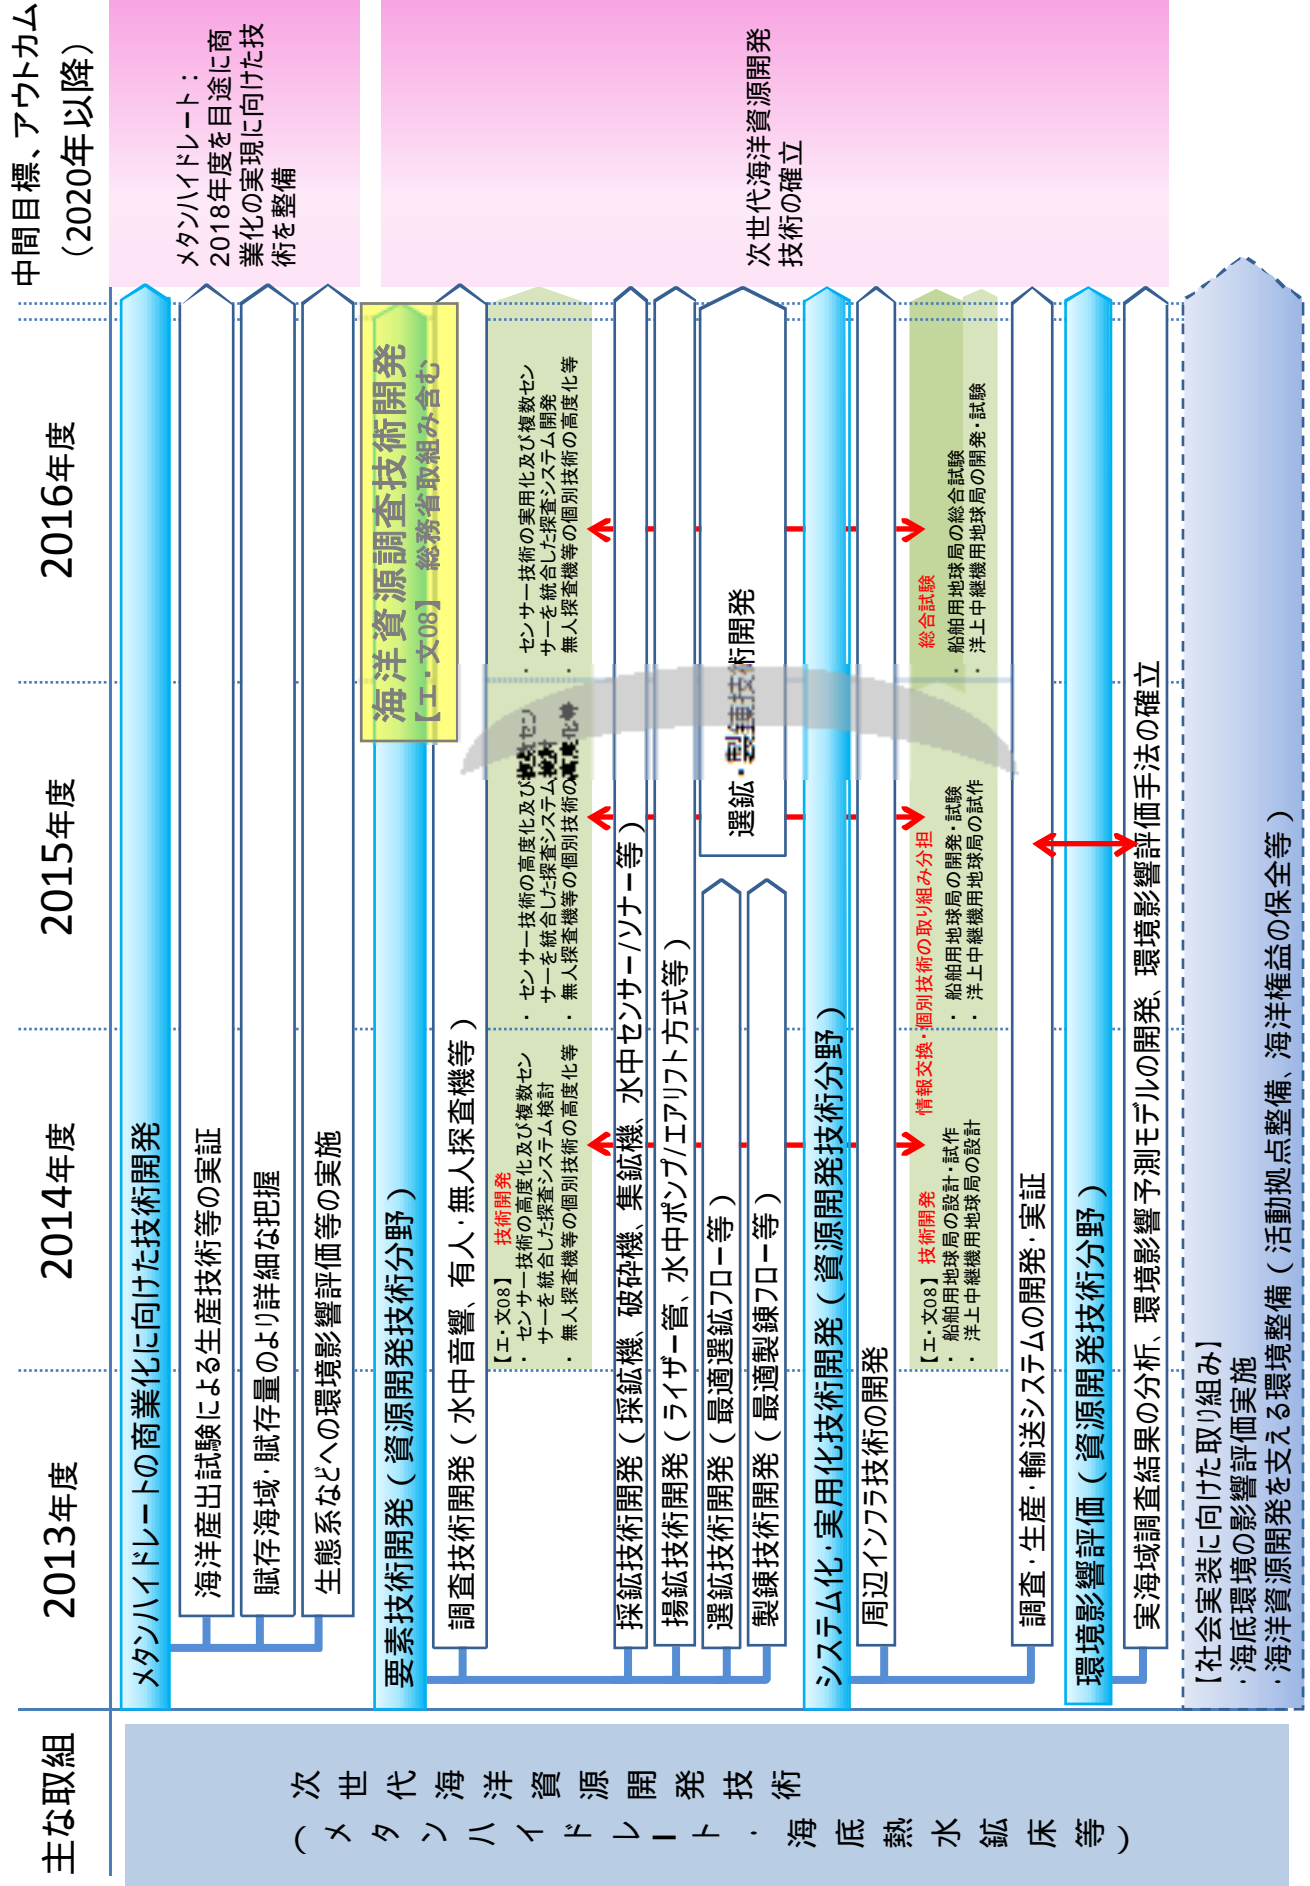 主な取組
2013年度
2014年度
2015年度
2016年度
中間目標、アウトカム
（2020年以降）
次世代海洋資源開発技術
（メタンハイドレート・海底熱水鉱床等）
メタンハイドレートの商業化に向けた技術開発
海洋産出試験による生産技術等の実証
賦存海域・賦存量のより詳細な把握
生態系などへの環境影響評価等の実施
メタンハイドレート：
2018年度を目途に商
業化の実現に向けた技
術を整備
要素技術開発（資源開発技術分野）
海洋資源調査技術開発
【工・文08】 総務省取組み含む
調査技術開発（水中音響、有人・無人探査機等）
【工・文08】 技術開発
・ センサー技術の高度化及び複数セン
サーを統合した探査システム検討
・ 無人探査機等の個別技術の高度化等
・ センサー技術の高度化及び複数セン
サーを統合した探査システム検討
・ 無人探査機等の個別技術の高度化等
・ センサー技術の実用化及び複数セン
サーを統合した探査システム開発
・ 無人探査機等の個別技術の高度化等
採鉱技術開発（採鉱機、破砕機、集鉱機、水中センサー/ソナー等）
揚鉱技術開発（ライザー管、水中ポンプ/エアリフト方式等）
選鉱技術開発（最適選鉱フロー等）
製錬技術開発（最適製錬フロー等）
選鉱・製錬技術開発
次世代海洋資源開発
技術の確立
システム化・実用化技術開発（資源開発技術分野）
周辺インフラ技術の開発
【工・文08】 技術開発
・ 船舶用地球局の設計・試作
・ 洋上中継機用地球局の設計
情報交換・個別技術の取り組み分担
・ 船舶用地球局の開発・試験
・ 洋上中継機用地球局の試作
総合試験
・ 船舶用地球局の総合試験
・ 洋上中継機用地球局の開発・試験
調査・生産・輸送システムの開発・実証
環境影響評価（資源開発技術分野）
実海域調査結果の分析、環境影響予測モデルの開発、環境影響評価手法の確立
【社会実装に向けた取り組み】
・海底環境の影響評価実施
・海洋資源開発を支える環境整備（活動拠点整備、海洋権益の保全等）